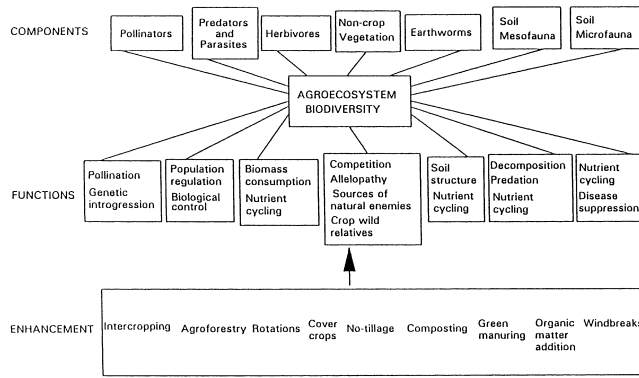 COMPONENTS
Pollinators
Predators
and
Parasites
Herbivores
Non-crop
Vegetation
Earthworms
Soil
Mesofauna
Soil
Microfauna
AGROECOSYSTEM
BIODIVERSITY
FUNCTIONS
Pollination
Genetic
introgression
Population
regulation
Biological
control
Biomass
consumption
Nutrient
cycling
Competition
Allelopathy
Sources of
natural enemies
Crop wild
relatives
Soil
structure
Nutrient
cycling
Decomposition
Predation
Nutrient
cycling
Nutrient
cycling
Disease
suppression
ENHANCEMENT
Intercropping
Agroforestry
Rotations
Cover
crops
No-tillage
Composting
Green
manuring
Organic
matter
addition
Windbreaks